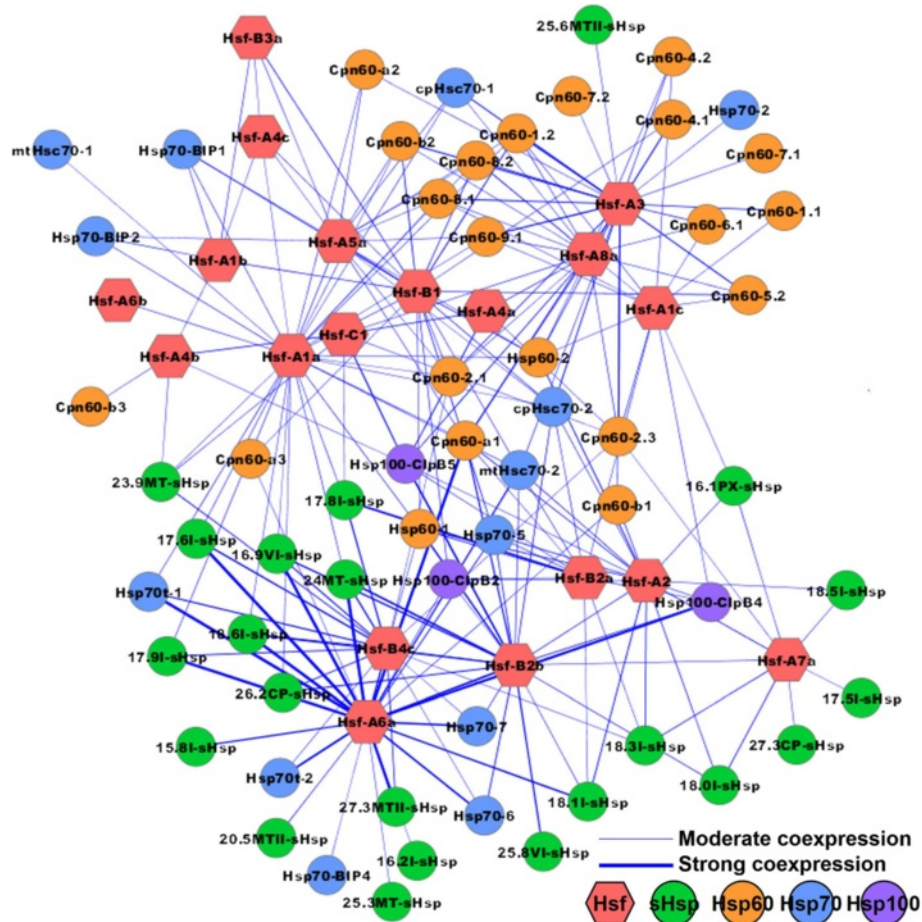 25.6MTII-sHsp
Hsf-B3a
Cpn60-4.2
Cpn60-a2
cpHsc70-1
Cpn60-7.2
Hsp70-2
Cpn60-4.1
Hsf-A4c
Cpn60-1.2
Cpn60-b2
mtHsc70-1
Hsp70-BIP1
Cpn60-8.2
Cpn60-7.1
Cpn60-8.1
Hsf-A3
Cpn60-1.1
Cpn60-6.1
Hsp70-BIP2
Hsf-A5a
Cpn60-9.1
Hsf-A8a
Hsf-A1b
Hsf-B1
Cpn60-5.2
Hsf-A6b
Hsf-A4a
Hsf-A1c
Hsf-C1
Hsf-A4b
Hsf-A1a
Hsp60-2
Cpn60-2.1
Cpn60-b3
cpHsc70-2
Cpn60-a1
Cpn60-2.3
Cpn60-a3
Hsp100-ClpB5
mtHsc70-2
23.9MT-sHsp
16.1PX-sHsp
17.8I-sHsp
Cpn60-b1
Hsp60-1
Hsp70-5
17.6I-sHsp
16.9VI-sHsp
24MT-sHsp
Hsp100-ClpB2
Hsf-B2a
Hsf-A2
Hsp70t-1
Hsp100-ClpB4
18.5I-sHsp
18.6I-sHsp
17.9I-sHsp
Hsf-B4c
Hsf-B2b
Hsf-A7a
26.2CP-sHsp
17.5I-sHsp
Hsf-A6a
Hsp70-7
15.8I-sHsp
18.3I-sHsp
27.3CP-sHsp
Hsp70t-2
18.0I-sHsp
27.3MTII-sHsp
18.1I-sHsp
Hsp70-6
20.5MTII-sHsp
Moderate coexpression
25.8VI-sHsp
16.2I-sHsp
Strong coexpression
Hsp70-BIP4
25.3MT-sHsp
Hsf sHsp Hsp60 Hsp70 Hsp100